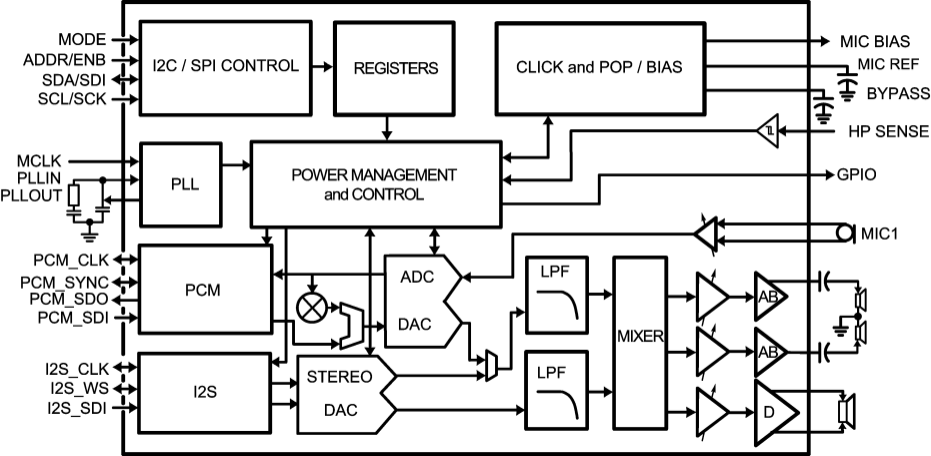 MODE
ADDR/ENB
SDA/SDI
SCL/SCK
I2C / SPI CONTROL
REGISTERS
CLICK and POP / BIAS
MIC BIAS
MIC REF
BYPASS
HP SENSE
MCLK
PLLIN
PLLOUT
PLL
POWER MANAGEMENT
and CONTROL
GPIO
MIC1
PCM_CLK
PCM_SYNC
PCM_SDO
PCM_SDI
PCM
ADC
DAC
LPF
MIXER
AB
AB
D
I2S_CLK
I2S_WS
I2S_SDI
I2S
STEREO
DAC
LPF